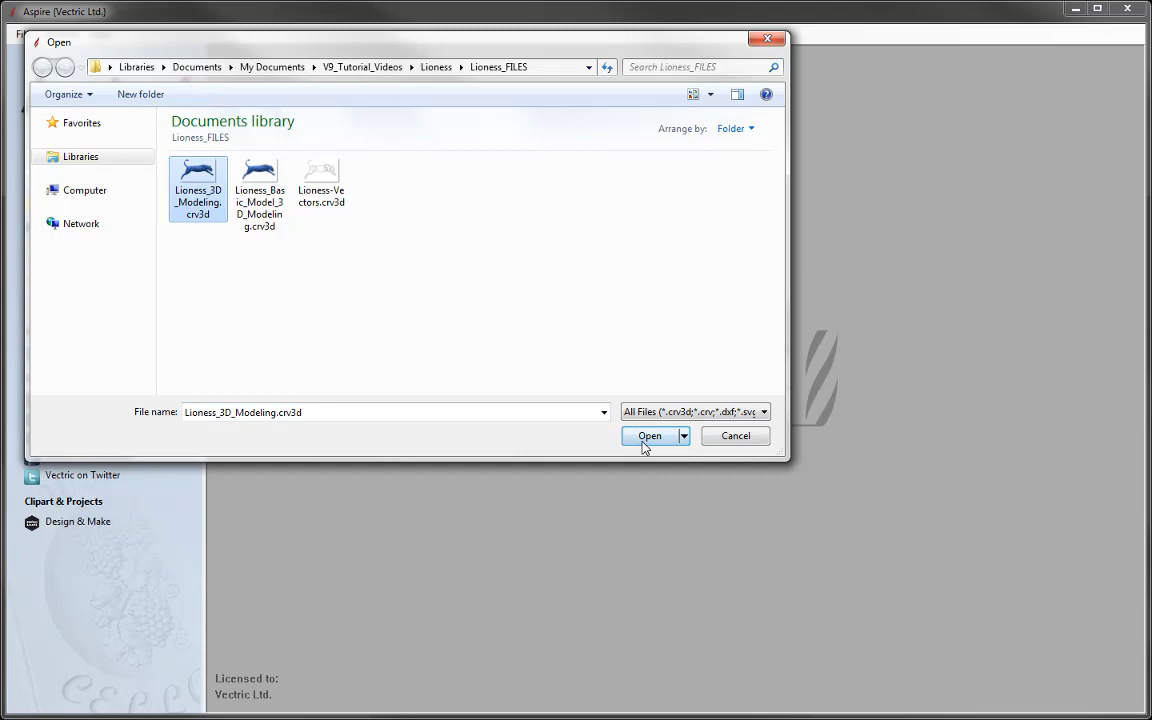 Aspire {Vectric Ltd.}
Open
Libraries
Documents
My Documents
V9_Tutorial_Videos
Lioness
Lioness_FILES
Search Lioness_FILES
Organize
New folder
Favorites
Libraries
Computer
Network
Documents library
Lioness_FILES
Arrange by: Folder
Lioness_3D
_Modeling.
crv3d
Lioness_Bas
ic_Model_3
D_Modelin
g.crv3d
Lioness-Ve
ctors.crv3d
File name:
Lioness_3D_Modeling.crv3d
All Files (*.crv3d;*.crv;*.dxf;*.svg
Open
Cancel
Vectric on Twitter
Clipart & Projects
Design & Make
Licensed to:
Vectric Ltd.